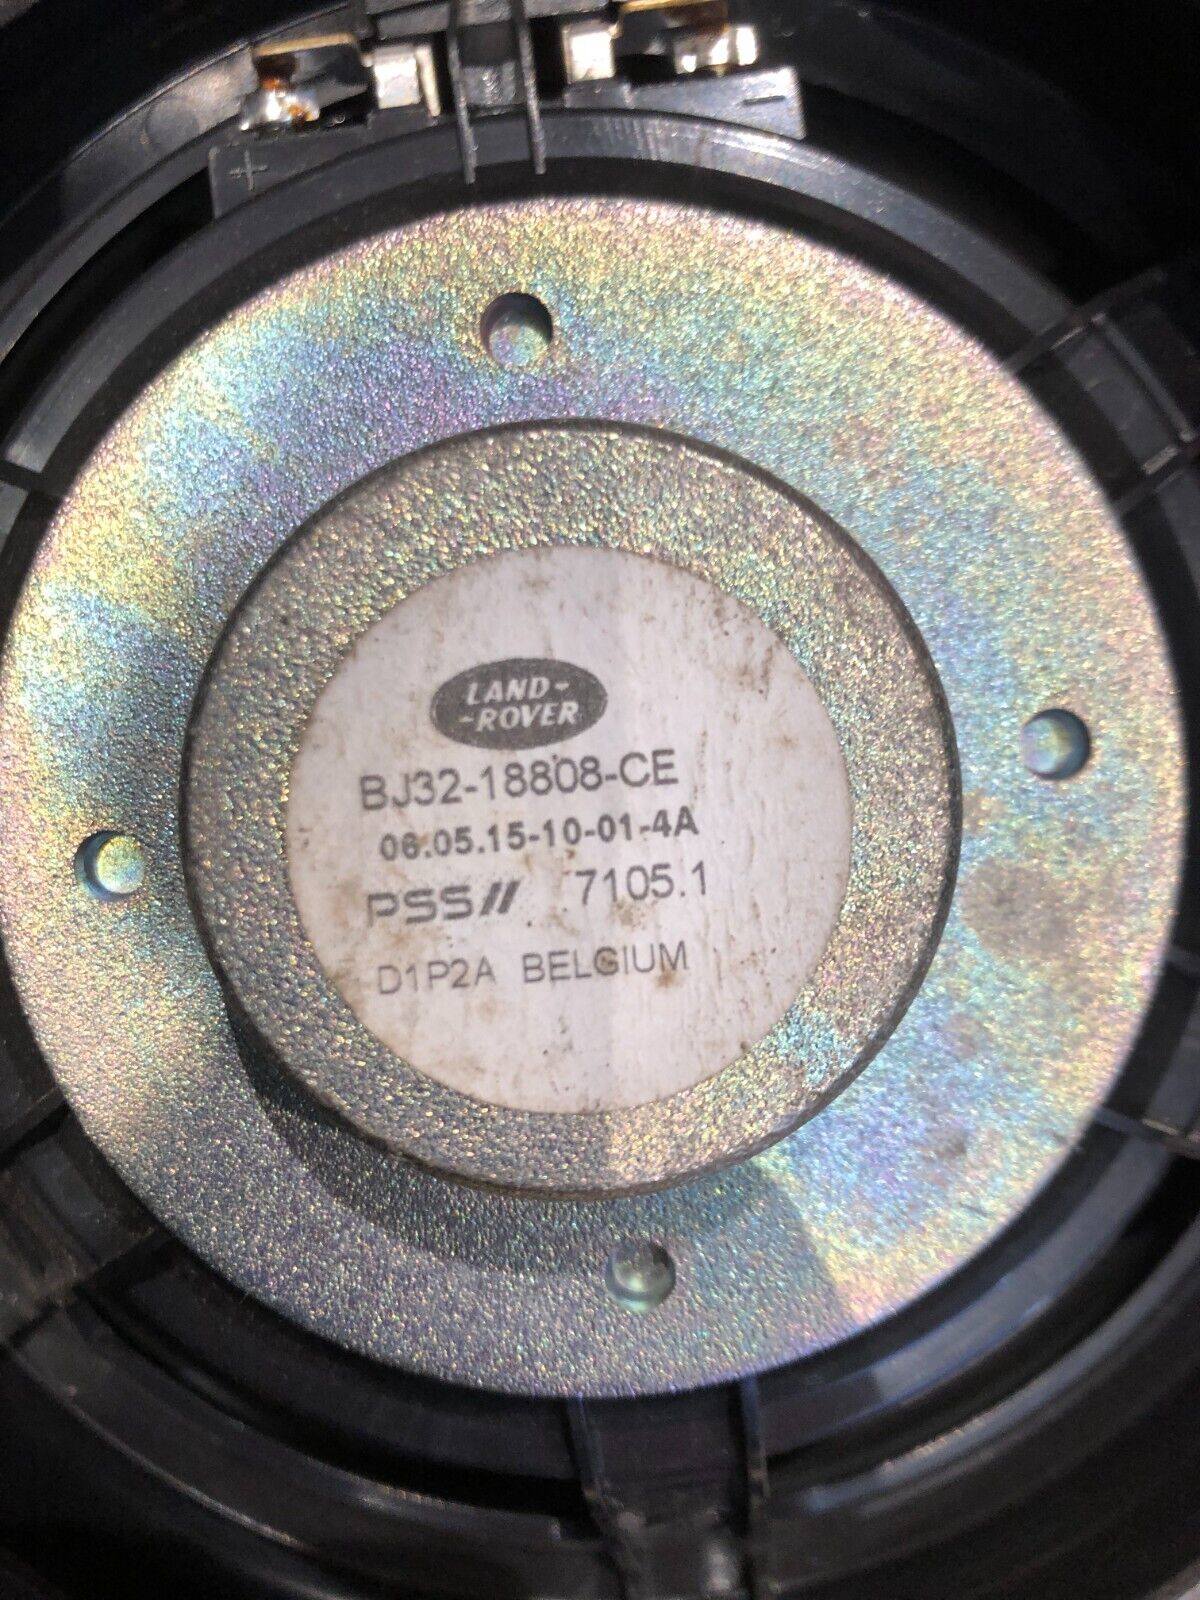 +
-
LAND-
-ROVER
BJ32-18808-CE
06.05.15-10-01-4A
PSS// 7105.1
D1P2A BELGIUM